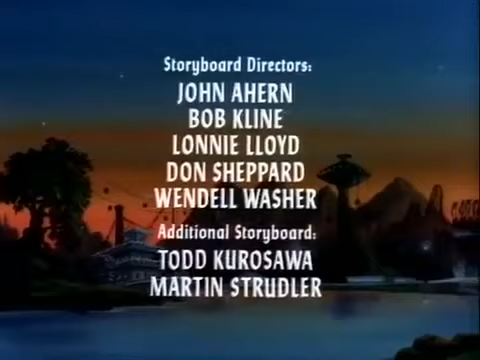 Storyboard Directors:
JOHN AHERN
BOB KLINE
LONNIE LLOYD
DON SHEPPARD
WENDELL WASHER
Additional Storyboard:
TODD KUROSAWA
MARTIN STRUDLER